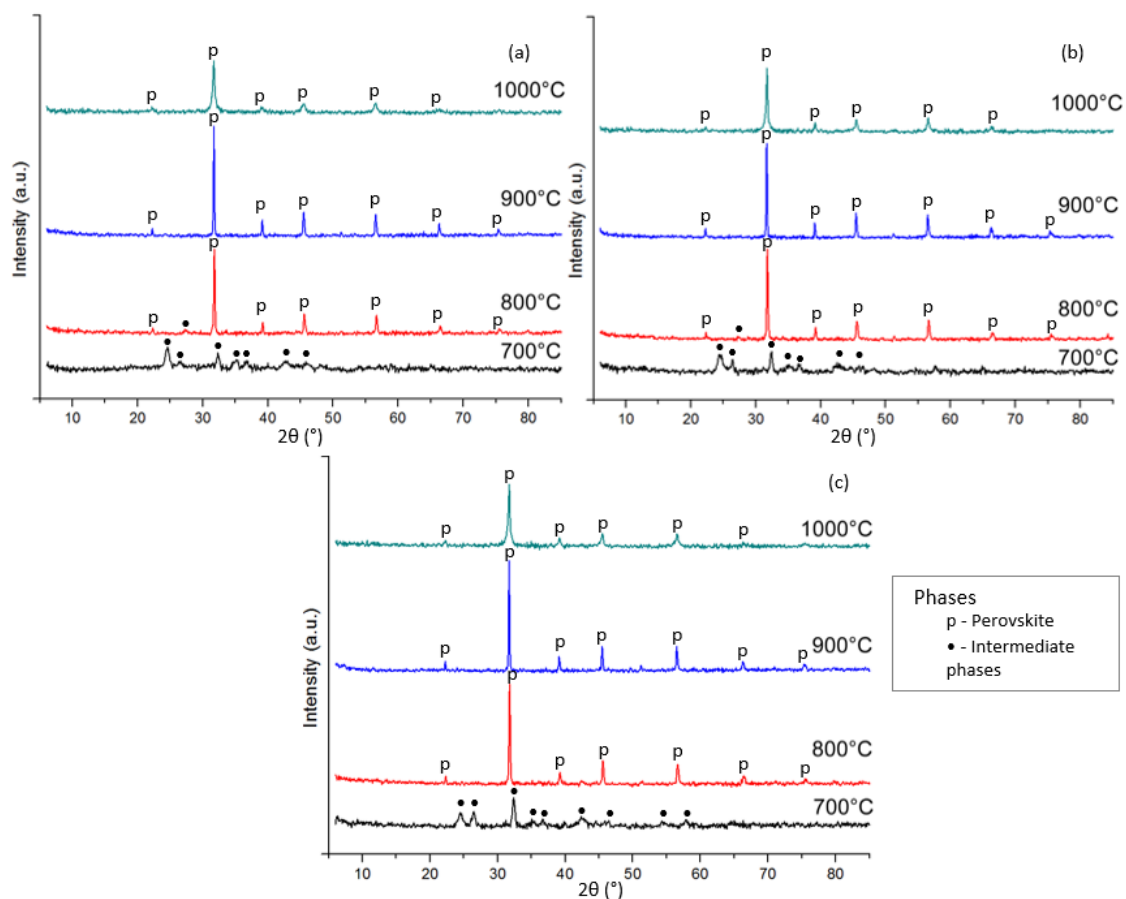 (a)
p
1000°C
p p p p p
p
900°C
p p p p p p
p
800°C
p • p p p p p
700°C
• • • • • • •
Intensity (a.u.)
10 20 30 40 50 60 70 80
2θ (°)
(b)
p
1000°C
p p p p p
p
900°C
p p p p p p
p
800°C
p • p p p p p
700°C
• • • • • • •
Intensity (a.u.)
10 20 30 40 50 60 70 80
2θ (°)
(c)
p
1000°C
p p p p p
p
900°C
p p p p p p
p
800°C
p p p p p p
700°C
• • • • • • • • •
Intensity (a.u.)
10 20 30 40 50 60 70 80
2θ (°)
Phases
p - Perovskite
• - Intermediate
phases